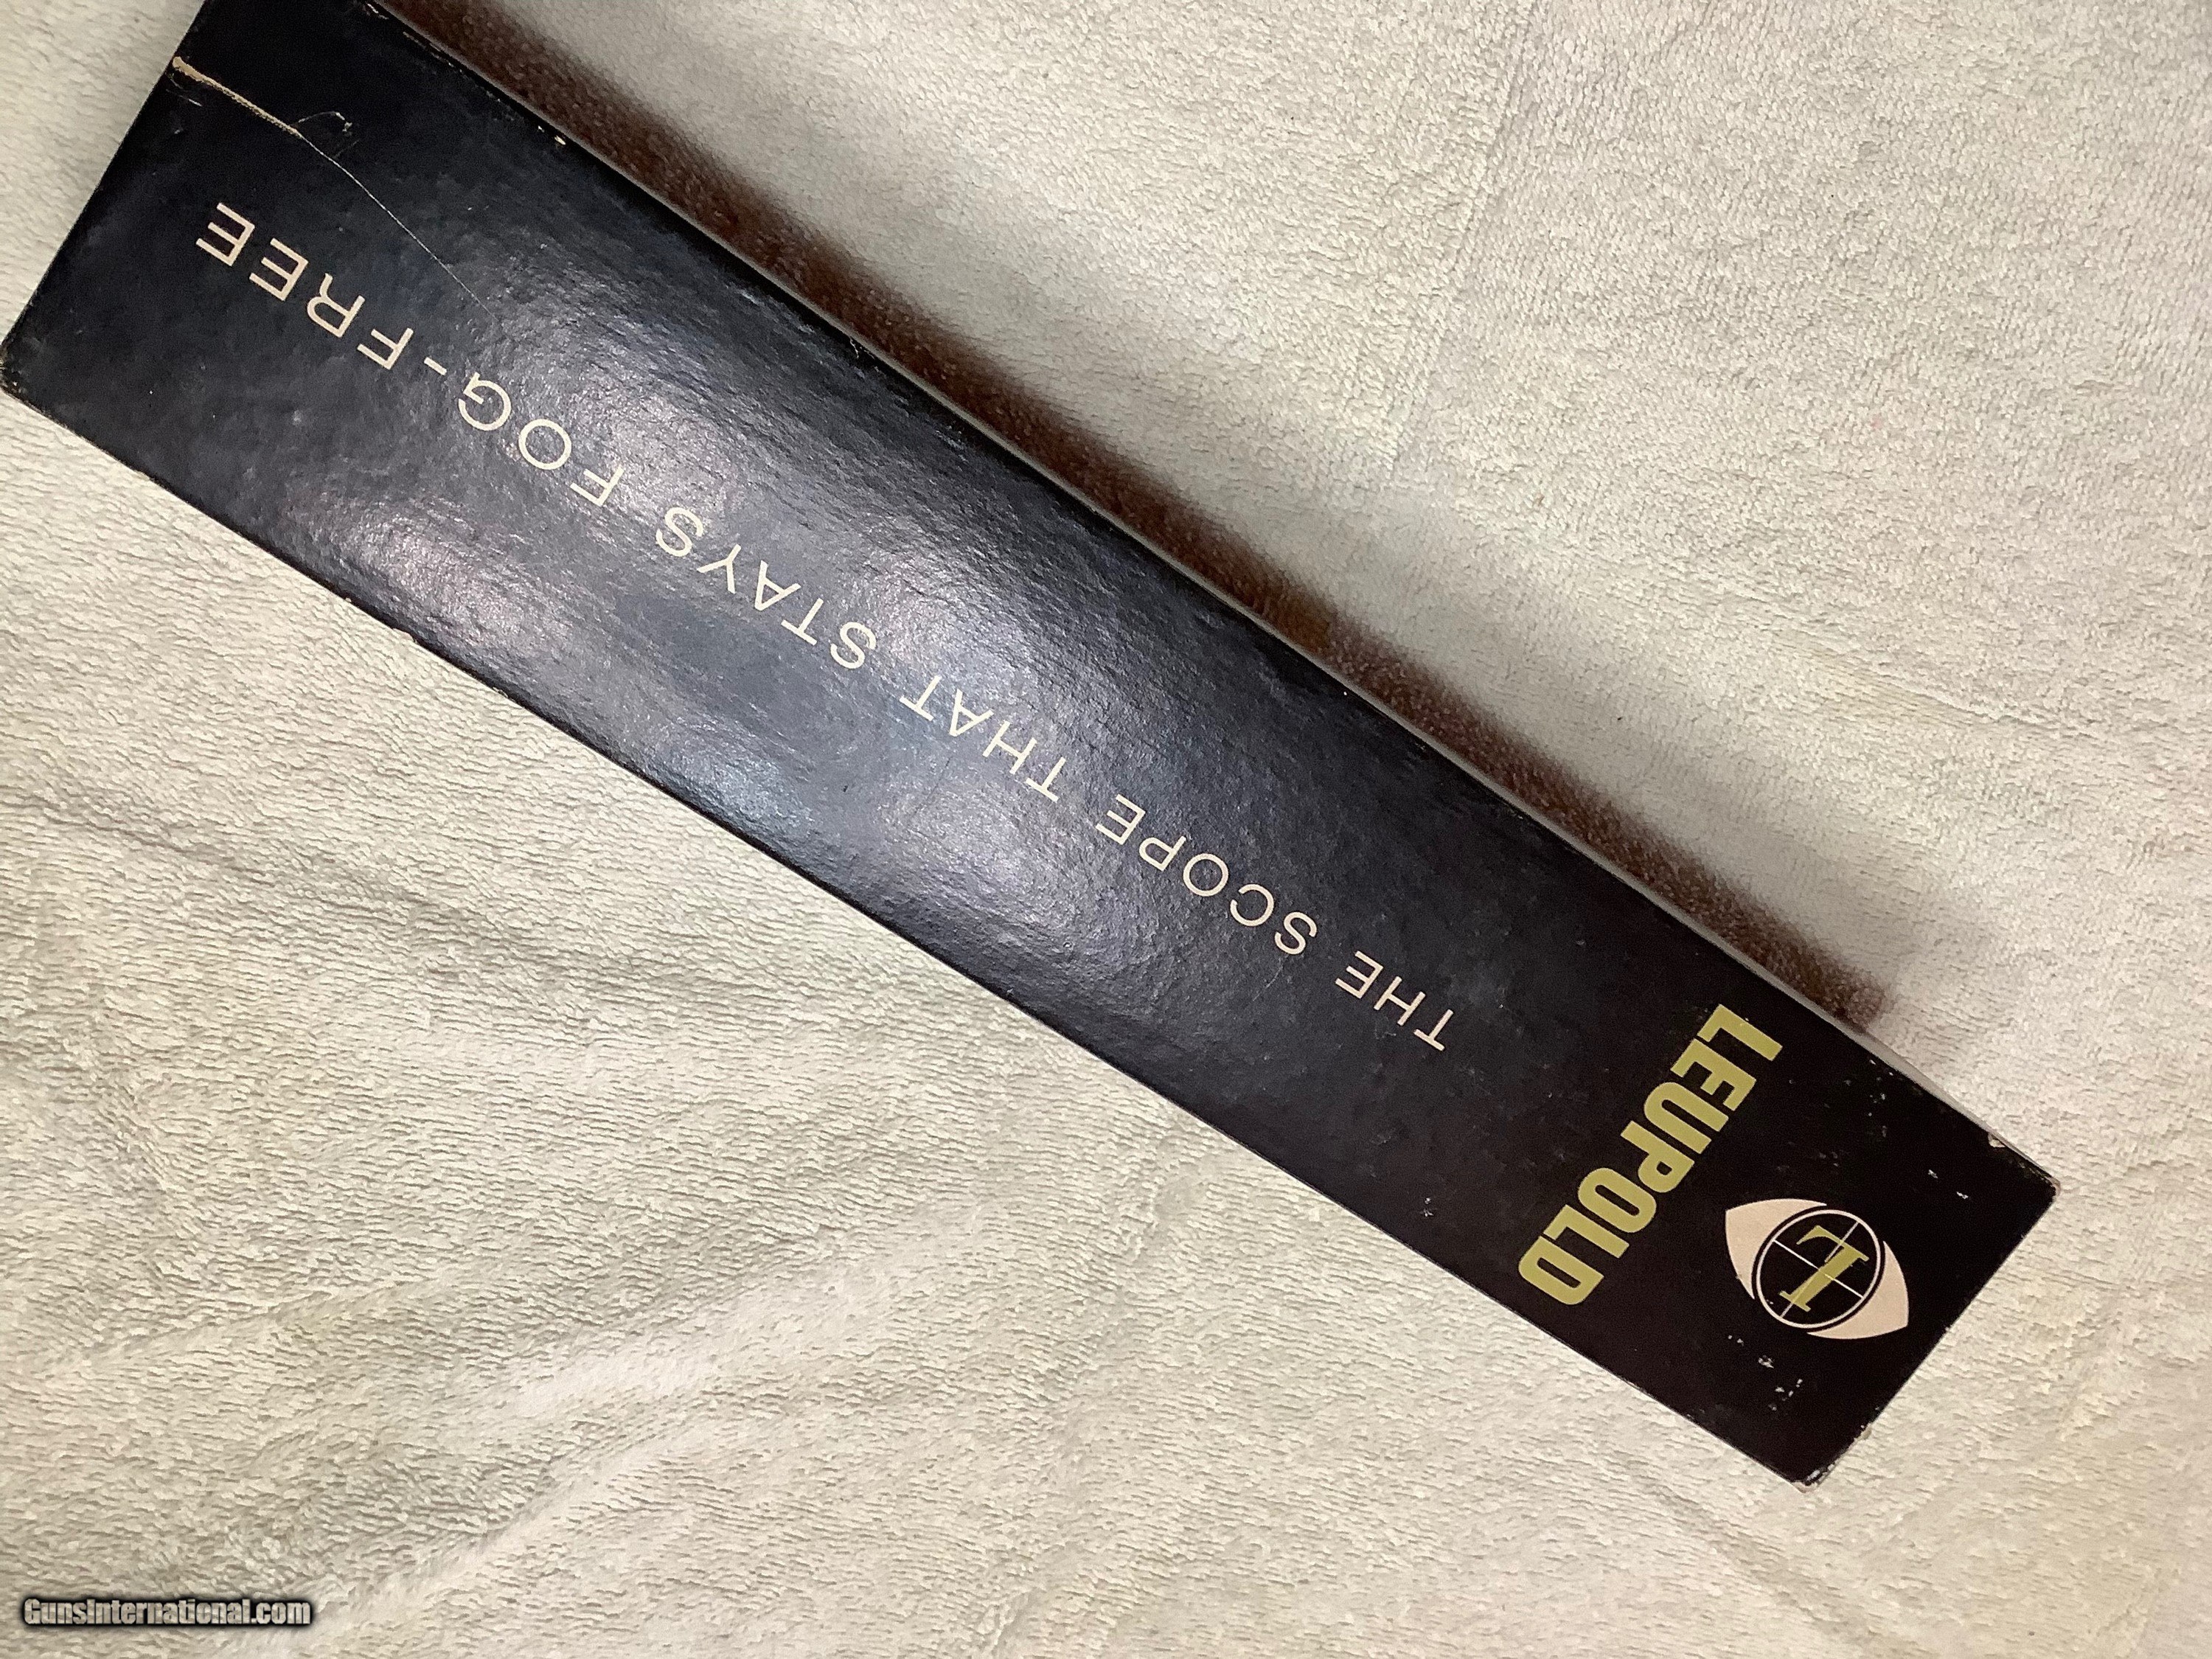 L
LEUPOLD
THE SCOPE THAT STAYS FOG-FREE
GunsInternational.com